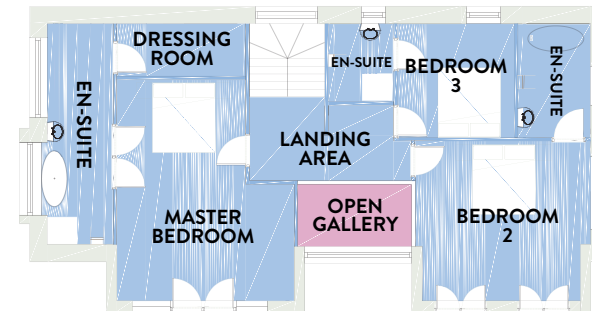 DRESSING
ROOM
EN-SUITE
EN-SUITE
BEDROOM
3
EN-SUITE
LANDING
AREA
MASTER
BEDROOM
OPEN
GALLERY
BEDROOM
2